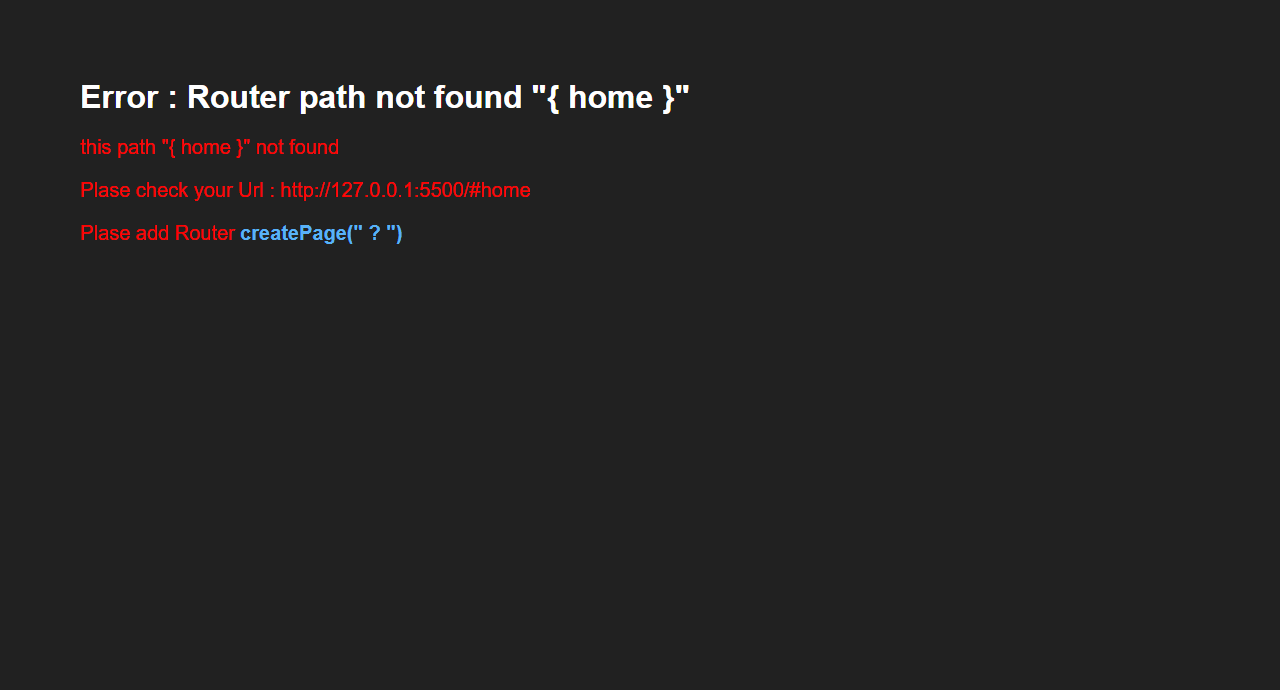 Error : Router path not found "{ home }"
this path "{ home }" not found
Plase check your Url : http://127.0.0.1:5500/#home
Plase add Router createPage(" ? ")